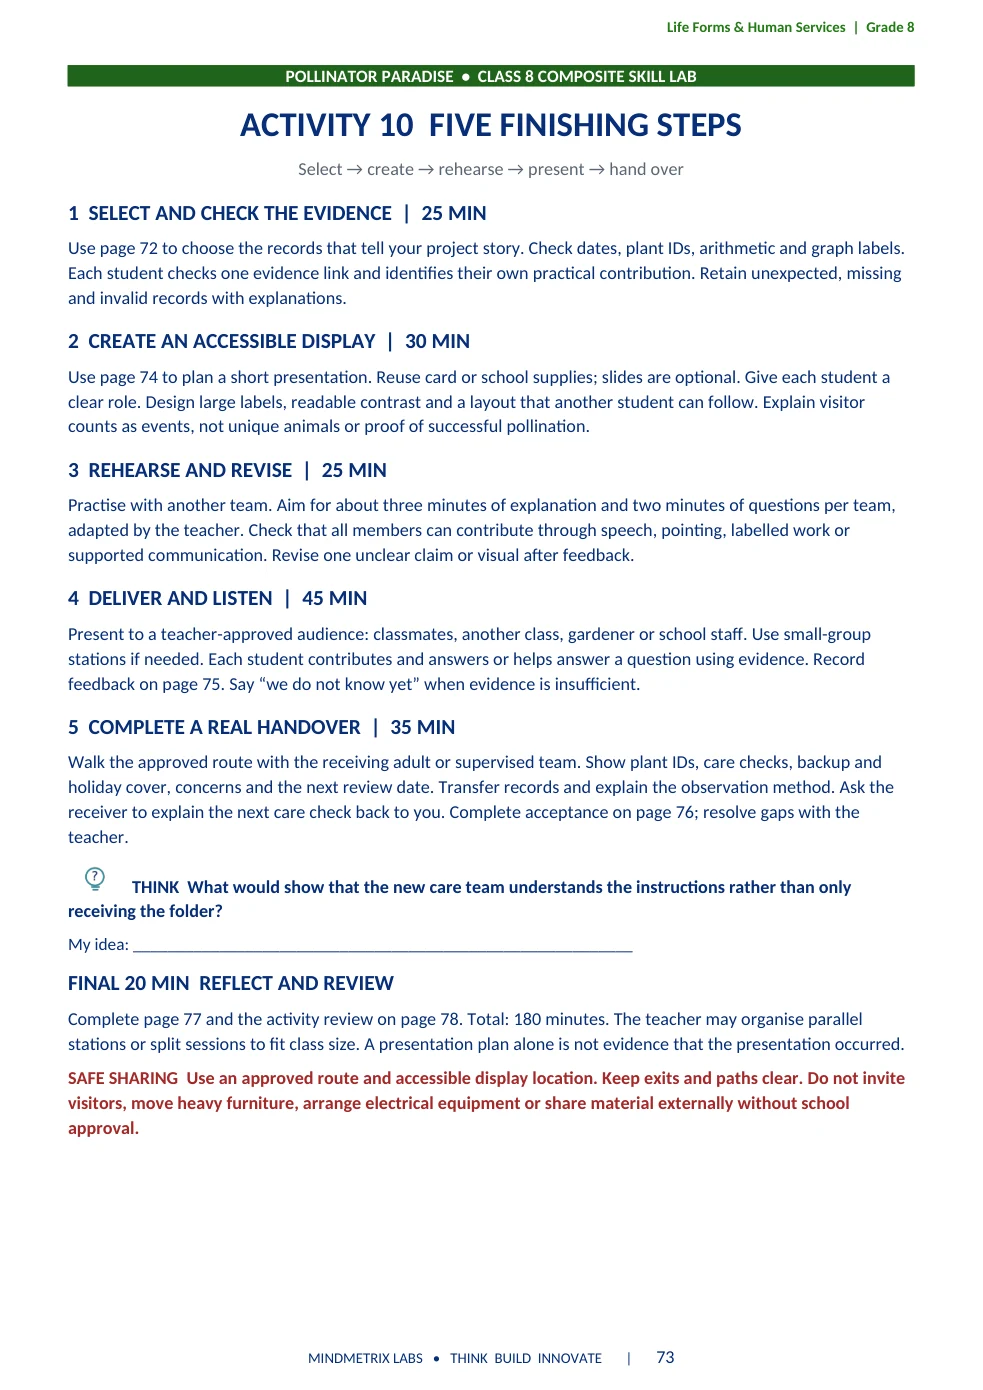 Life Forms & Human Services | Grade 8
POLLINATOR PARADISE ● CLASS 8 COMPOSITE SKILL LAB
ACTIVITY 10 FIVE FINISHING STEPS
Select → create → rehearse → present → hand over
1 SELECT AND CHECK THE EVIDENCE | 25 MIN
Use page 72 to choose the records that tell your project story. Check dates, plant IDs, arithmetic and graph labels.
Each student checks one evidence link and identifies their own practical contribution. Retain unexpected, missing
and invalid records with explanations.
2 CREATE AN ACCESSIBLE DISPLAY | 30 MIN
Use page 74 to plan a short presentation. Reuse card or school supplies; slides are optional. Give each student a
clear role. Design large labels, readable contrast and a layout that another student can follow. Explain visitor
counts as events, not unique animals or proof of successful pollination.
3 REHEARSE AND REVISE | 25 MIN
Practise with another team. Aim for about three minutes of explanation and two minutes of questions per team,
adapted by the teacher. Check that all members can contribute through speech, pointing, labelled work or
supported communication. Revise one unclear claim or visual after feedback.
4 DELIVER AND LISTEN | 45 MIN
Present to a teacher-approved audience: classmates, another class, gardener or school staff. Use small-group
stations if needed. Each student contributes and answers or helps answer a question using evidence. Record
feedback on page 75. Say “we do not know yet” when evidence is insufficient.
5 COMPLETE A REAL HANDOVER | 35 MIN
Walk the approved route with the receiving adult or supervised team. Show plant IDs, care checks, backup and
holiday cover, concerns and the next review date. Transfer records and explain the observation method. Ask the
receiver to explain the next care check back to you. Complete acceptance on page 76; resolve gaps with the
teacher.
? THINK What would show that the new care team understands the instructions rather than only
receiving the folder?
My idea: ______________________________________________________
FINAL 20 MIN REFLECT AND REVIEW
Complete page 77 and the activity review on page 78. Total: 180 minutes. The teacher may organise parallel
stations or split sessions to fit class size. A presentation plan alone is not evidence that the presentation occurred.
SAFE SHARING Use an approved route and accessible display location. Keep exits and paths clear. Do not invite
visitors, move heavy furniture, arrange electrical equipment or share material externally without school
approval.
MINDMETRIX LABS ● THINK BUILD INNOVATE | 73